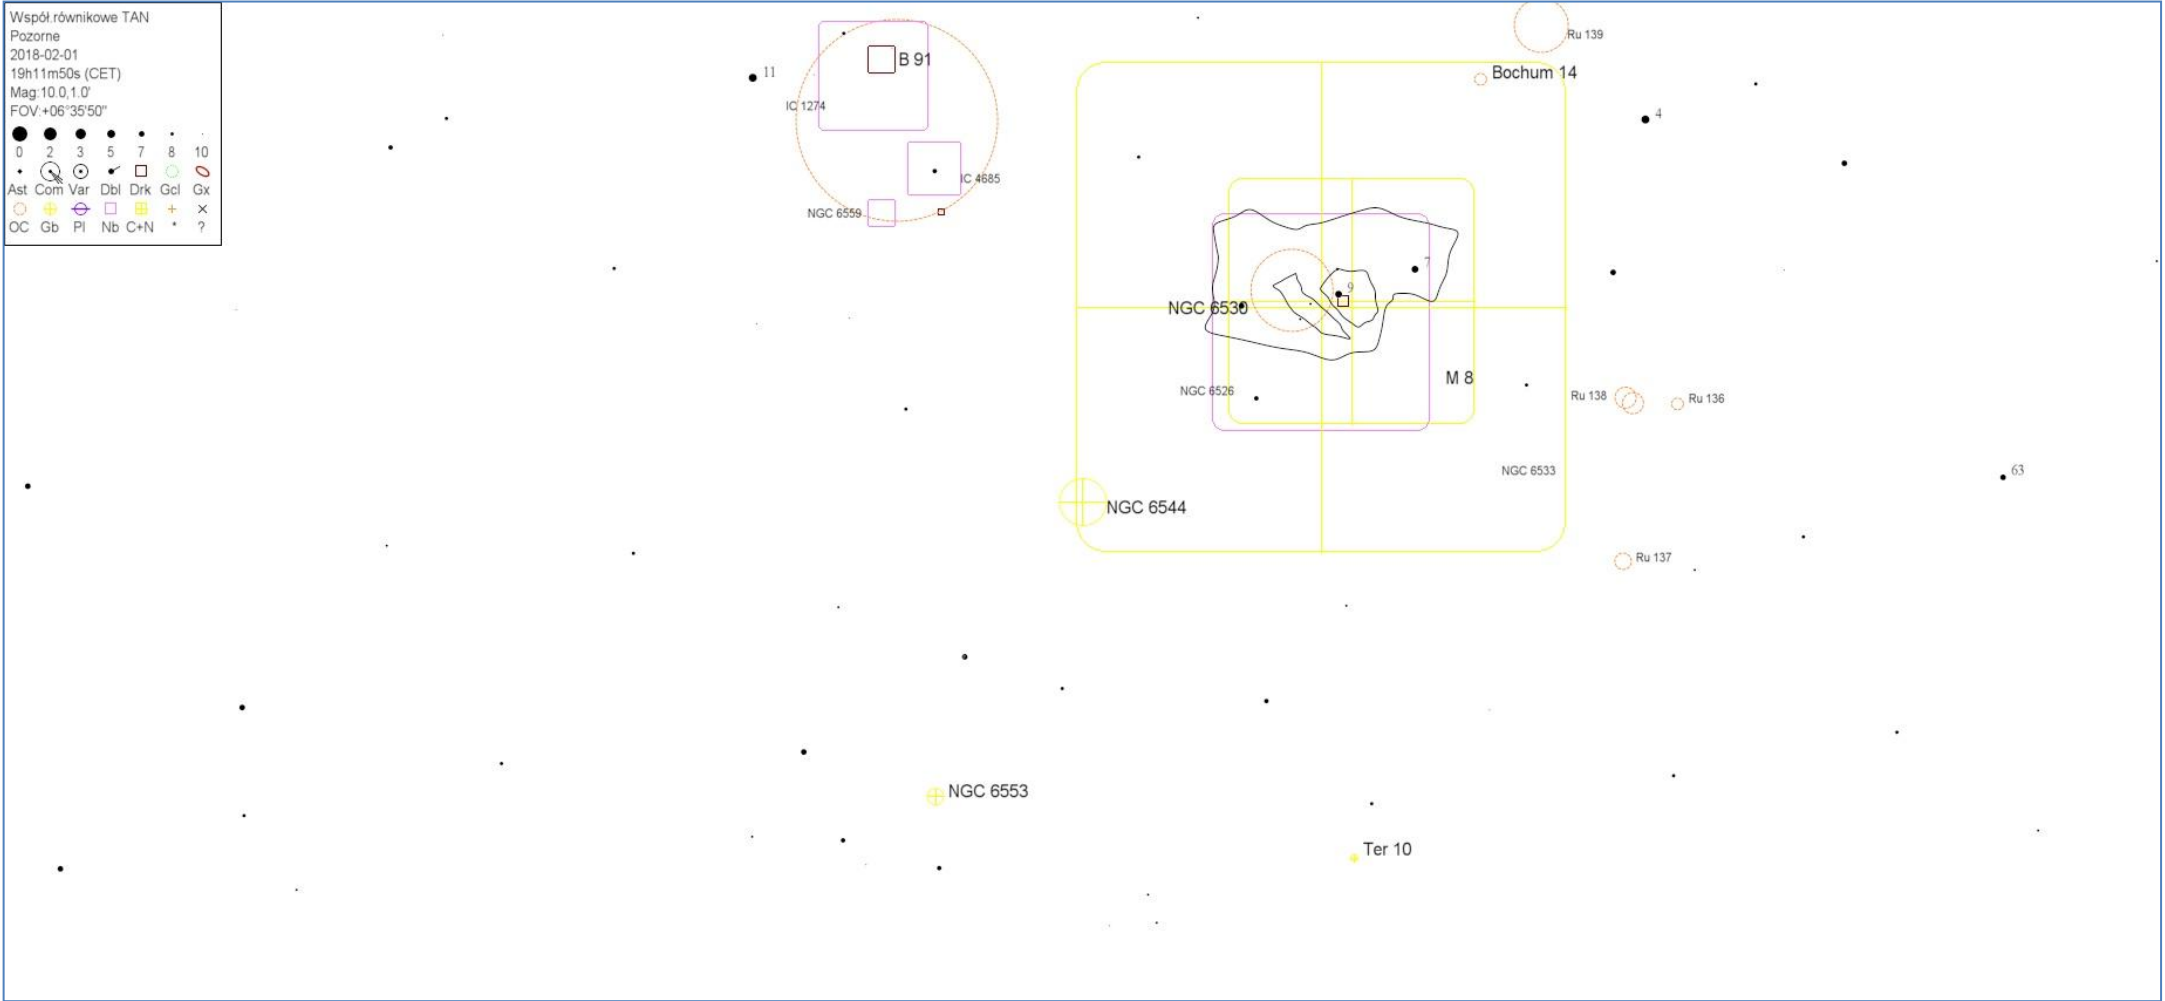 Współ.równikowe TAN
Pozorne
2018-02-01
19h11m50s (CET)
Mag:10.0,1.0'
FOV:+06°35'50"
0 2 3 5 7 8 10
Ast Com Var Dbl Drk Gcl Gx
OC Gb Pl Nb C+N * ?
Ru 139
B 91
11
Bochum 14
IC 1274
4
IC 4685
NGC 6559
7
9
NGC 6530
M 8
NGC 6526
Ru 138
Ru 136
NGC 6533
63
NGC 6544
Ru 137
NGC 6553
Ter 10